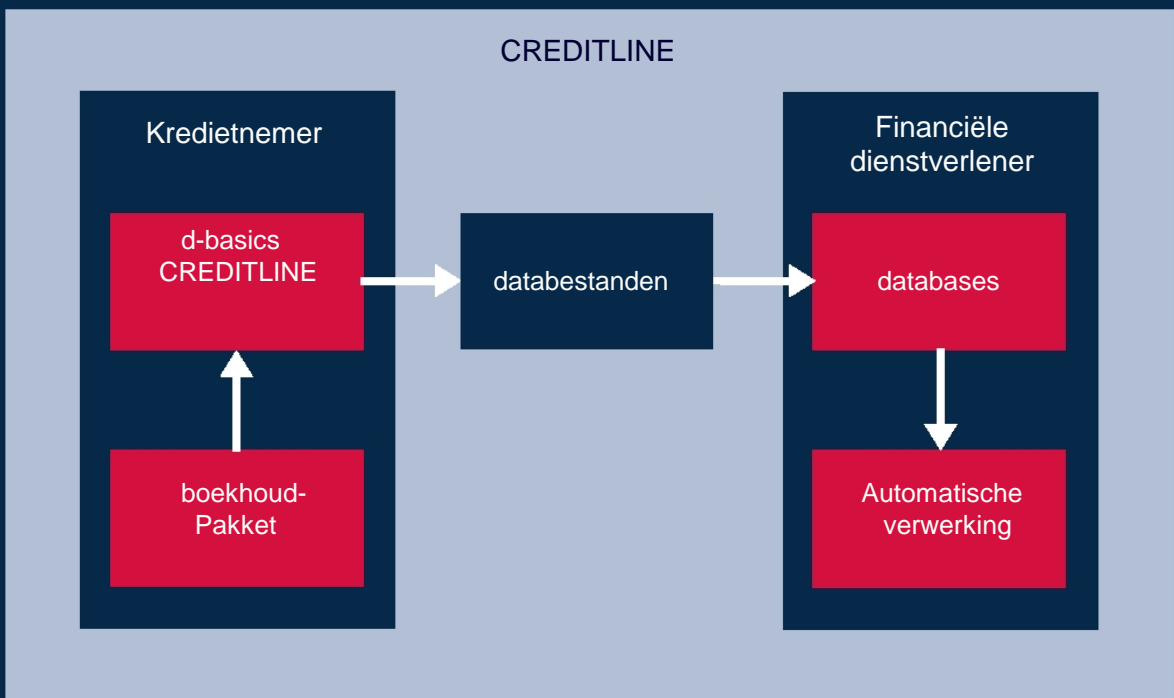 CREDITLINE
Kredietnemer
d-basics
CREDITLINE
boekhoud-
Pakket
databestanden
Financiële
dienstverlener
databases
Automatische
verwerking